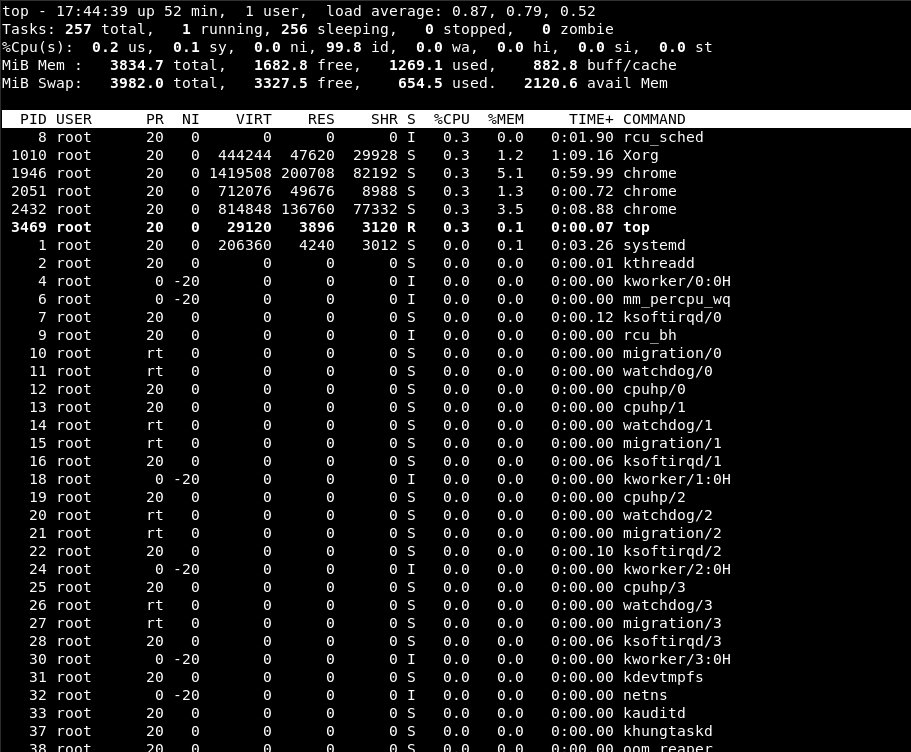 top - 17:44:39 up 52 min,  1 user,  load average: 0.87, 0.79, 0.52
Tasks: 257 total,   1 running, 256 sleeping,   0 stopped,   0 zombie
%Cpu(s):  0.2 us,  0.1 sy,  0.0 ni, 99.8 id,  0.0 wa,  0.0 hi,  0.0 si,  0.0 st
MiB Mem :   3834.7 total,   1682.8 free,   1269.1 used,    882.8 buff/cache
MiB Swap:   3982.0 total,   3327.5 free,    654.5 used.   2120.6 avail Mem
PID USER      PR  NI    VIRT    RES    SHR S  %CPU  %MEM     TIME+ COMMAND
8 root      20   0       0      0      0 I   0.3   0.0   0:01.90 rcu_sched
1010 root      20   0  444244  47620  29928 S   0.3   1.2   1:09.16 Xorg
1946 root      20   0 1419508 200708  82192 S   0.3   5.1   0:59.99 chrome
2051 root      20   0  712076  49676   8988 S   0.3   1.3   0:00.72 chrome
2432 root      20   0  814848 136760  77332 S   0.3   3.5   0:08.88 chrome
3469 root      20   0   29120   3896   3120 R   0.3   0.1   0:00.07 top
1 root      20   0  206360   4240   3012 S   0.0   0.1   0:03.26 systemd
2 root      20   0       0      0      0 S   0.0   0.0   0:00.01 kthreadd
4 root       0 -20       0      0      0 I   0.0   0.0   0:00.00 kworker/0:0H
6 root       0 -20       0      0      0 I   0.0   0.0   0:00.00 mm_percpu_wq
7 root      20   0       0      0      0 S   0.0   0.0   0:00.12 ksoftirqd/0
9 root      20   0       0      0      0 I   0.0   0.0   0:00.00 rcu_bh
10 root      rt   0       0      0      0 S   0.0   0.0   0:00.00 migration/0
11 root      rt   0       0      0      0 S   0.0   0.0   0:00.00 watchdog/0
12 root      20   0       0      0      0 S   0.0   0.0   0:00.00 cpuhp/0
13 root      20   0       0      0      0 S   0.0   0.0   0:00.00 cpuhp/1
14 root      rt   0       0      0      0 S   0.0   0.0   0:00.00 watchdog/1
15 root      rt   0       0      0      0 S   0.0   0.0   0:00.00 migration/1
16 root      20   0       0      0      0 S   0.0   0.0   0:00.06 ksoftirqd/1
18 root       0 -20       0      0      0 I   0.0   0.0   0:00.00 kworker/1:0H
19 root      20   0       0      0      0 S   0.0   0.0   0:00.00 cpuhp/2
20 root      rt   0       0      0      0 S   0.0   0.0   0:00.00 watchdog/2
21 root      rt   0       0      0      0 S   0.0   0.0   0:00.00 migration/2
22 root      20   0       0      0      0 S   0.0   0.0   0:00.10 ksoftirqd/2
24 root       0 -20       0      0      0 I   0.0   0.0   0:00.00 kworker/2:0H
25 root      20   0       0      0      0 S   0.0   0.0   0:00.00 cpuhp/3
26 root      rt   0       0      0      0 S   0.0   0.0   0:00.00 watchdog/3
27 root      rt   0       0      0      0 S   0.0   0.0   0:00.00 migration/3
28 root      20   0       0      0      0 S   0.0   0.0   0:00.06 ksoftirqd/3
30 root       0 -20       0      0      0 I   0.0   0.0   0:00.00 kworker/3:0H
31 root      20   0       0      0      0 S   0.0   0.0   0:00.00 kdevtmpfs
32 root       0 -20       0      0      0 I   0.0   0.0   0:00.00 netns
33 root      20   0       0      0      0 S   0.0   0.0   0:00.00 kauditd
37 root      20   0       0      0      0 S   0.0   0.0   0:00.00 khungtaskd
38 root      20   0       0      0      0 S   0.0   0.0   0:00.00 oom_reaper